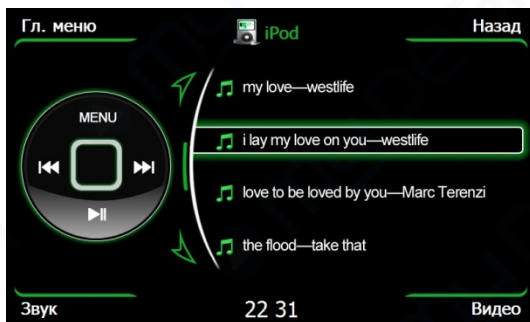 Гл. меню
iPod
Назад
my love—westlife
MENU
i lay my love on you—westlife
love to be loved by you—Marc Terenzi
the flood—take that
Звук
22 31
Видео